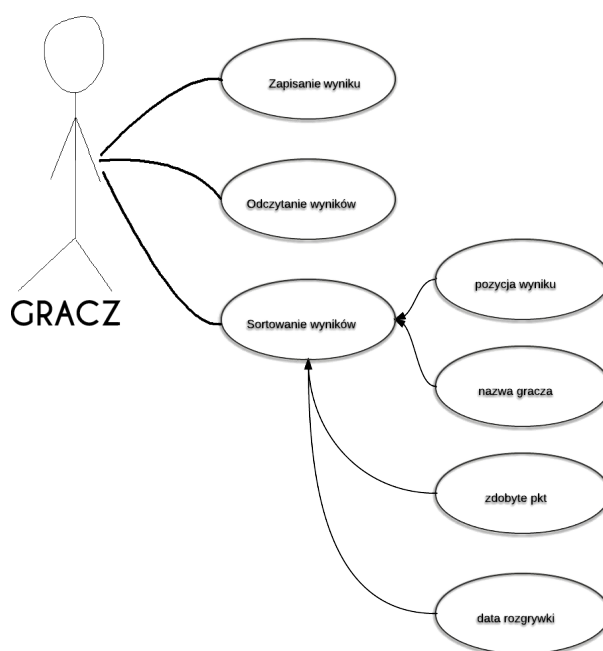 Zapisanie wyniku
Odczytanie wyników
GRACZ
Sortowanie wyników
pozycja wyniku
nazwa gracza
zdobyte pkt
data rozgrywki